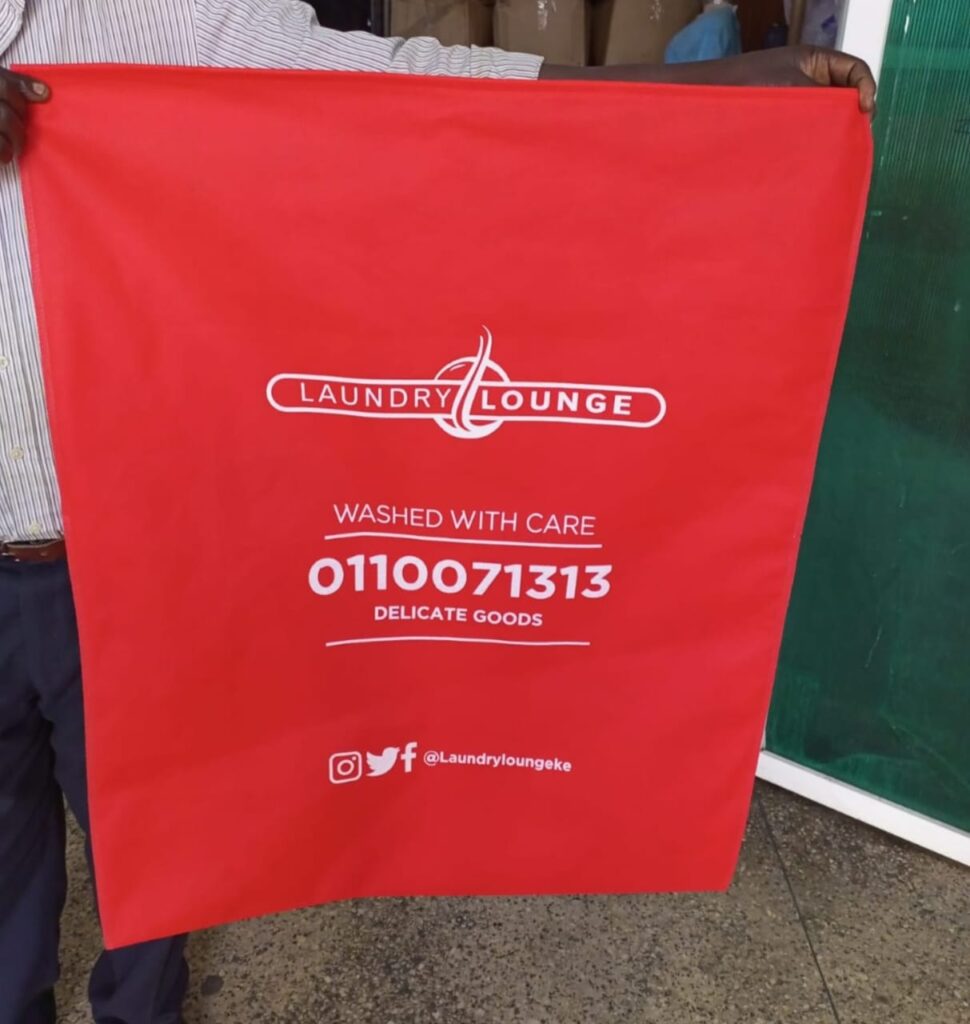 LAUNDRY LOUNGE
WASHED WITH CARE
0110071313
DELICATE GOODS
@Laundryloungeke